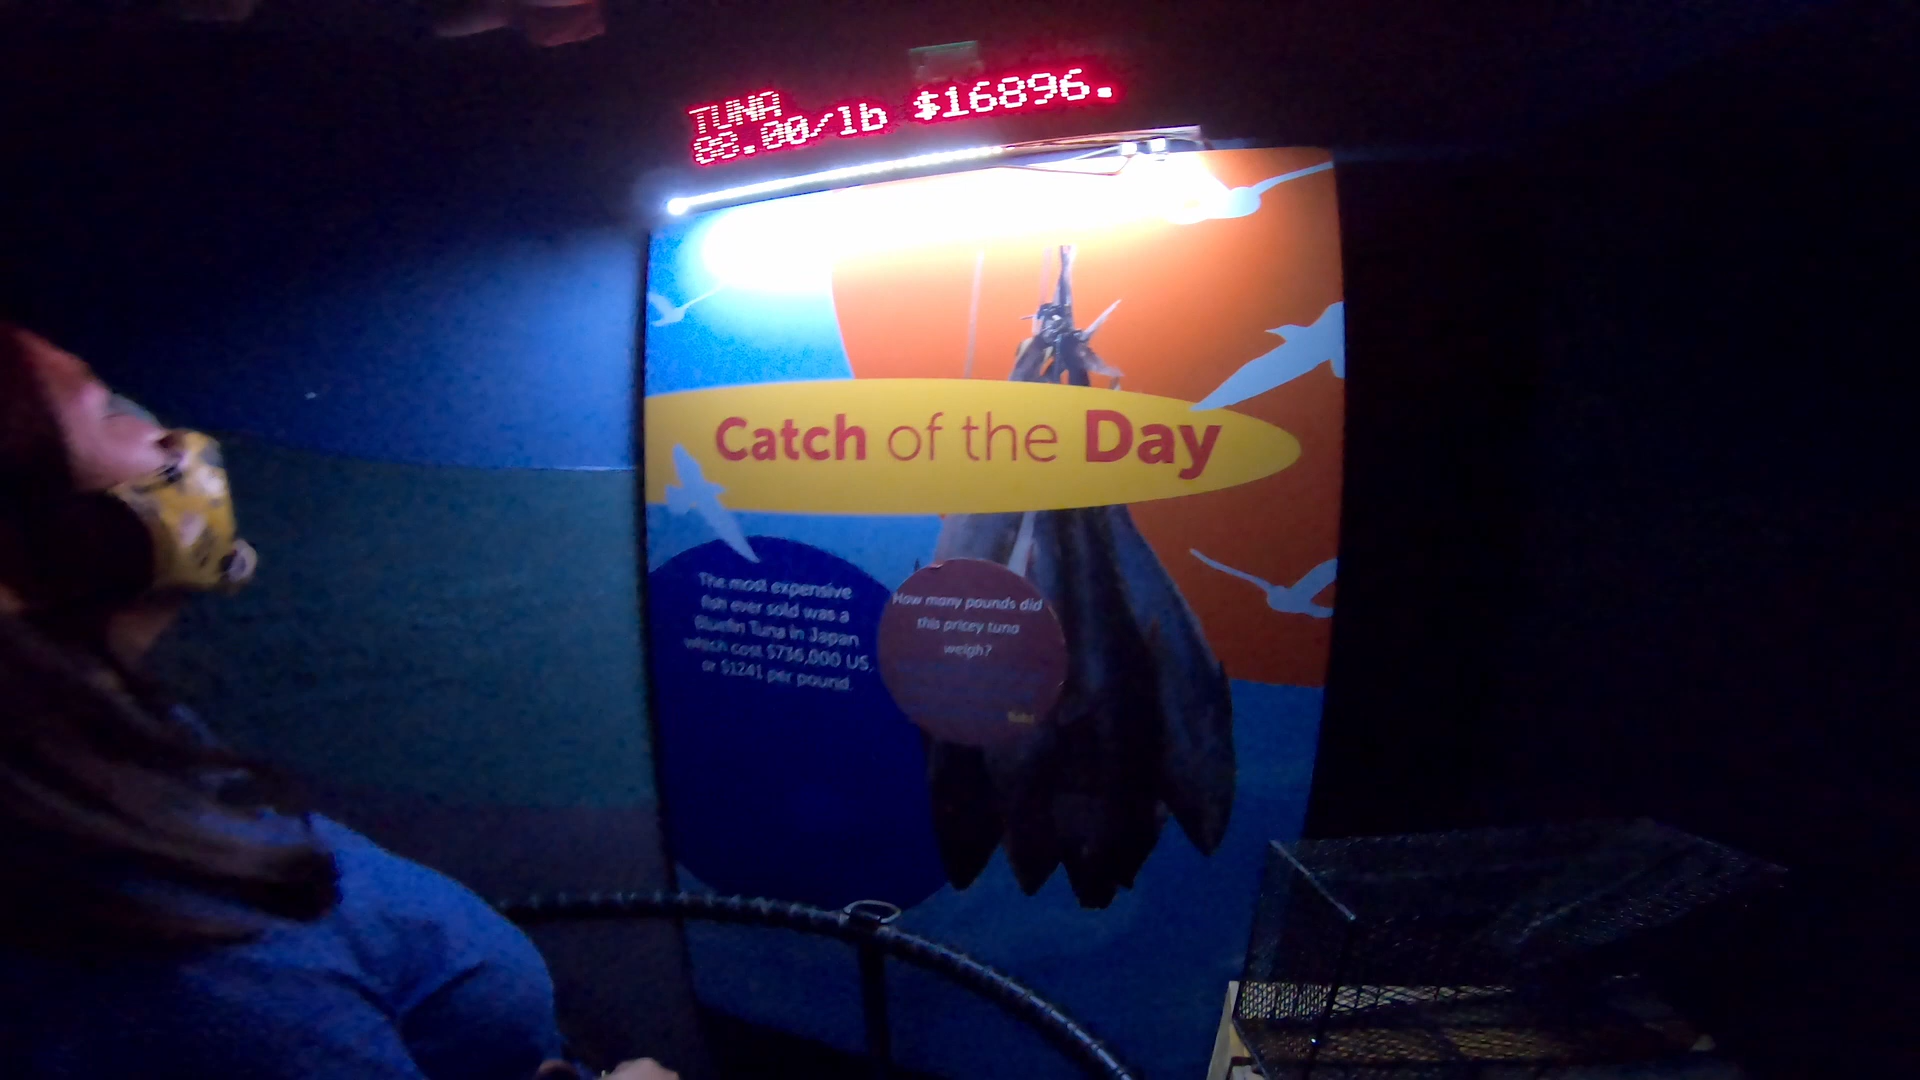 TUNA
88.00/lb $16896.
Catch of the Day
The most expensive
fish ever sold was a
Bluefin Tuna in Japan
which cost $736,000 US,
or $1241 per pound.
How many pounds did
this pricey tuna
weigh?